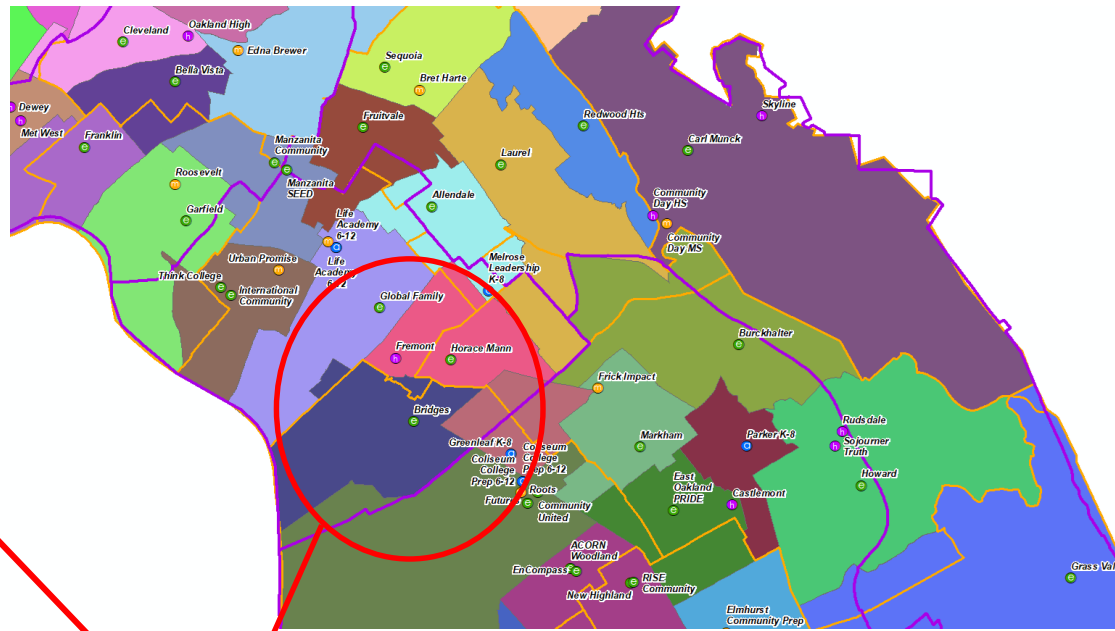 Cleveland
Oakland High
Edna Brewer
Bella Vista
Sequoia
Bret Harte
Dewey
Met West
Franklin
Fruitvale
Redwood Hts
Skyline
Carl Munck
Manzanita
Community
Manzanita
SEED
Laurel
Roosevelt
Garfield
Allendale
Community
Day HS
Community
Day MS
Life
Academy
6-12
Life
Academy
Urban Promise
Think College
International
Community
Melrose
Leadership
K-8
Global Family
Fremont
Horace Mann
Burckhalter
Frick Impact
Bridges
Greenleaf K-8
Coliseum
College
Prep 6-12
Coliseum
College
Prep 6-12
Markham
Parker K-8
Rudsdale
Sojourner
Truth
Howard
Roots
Futur
Community
United
East
Oakland
PRIDE
Castlemont
ACORN
Woodland
EnCompass
New Highland
RISE
Community
Grass Val
Elmhurst
Community Prep